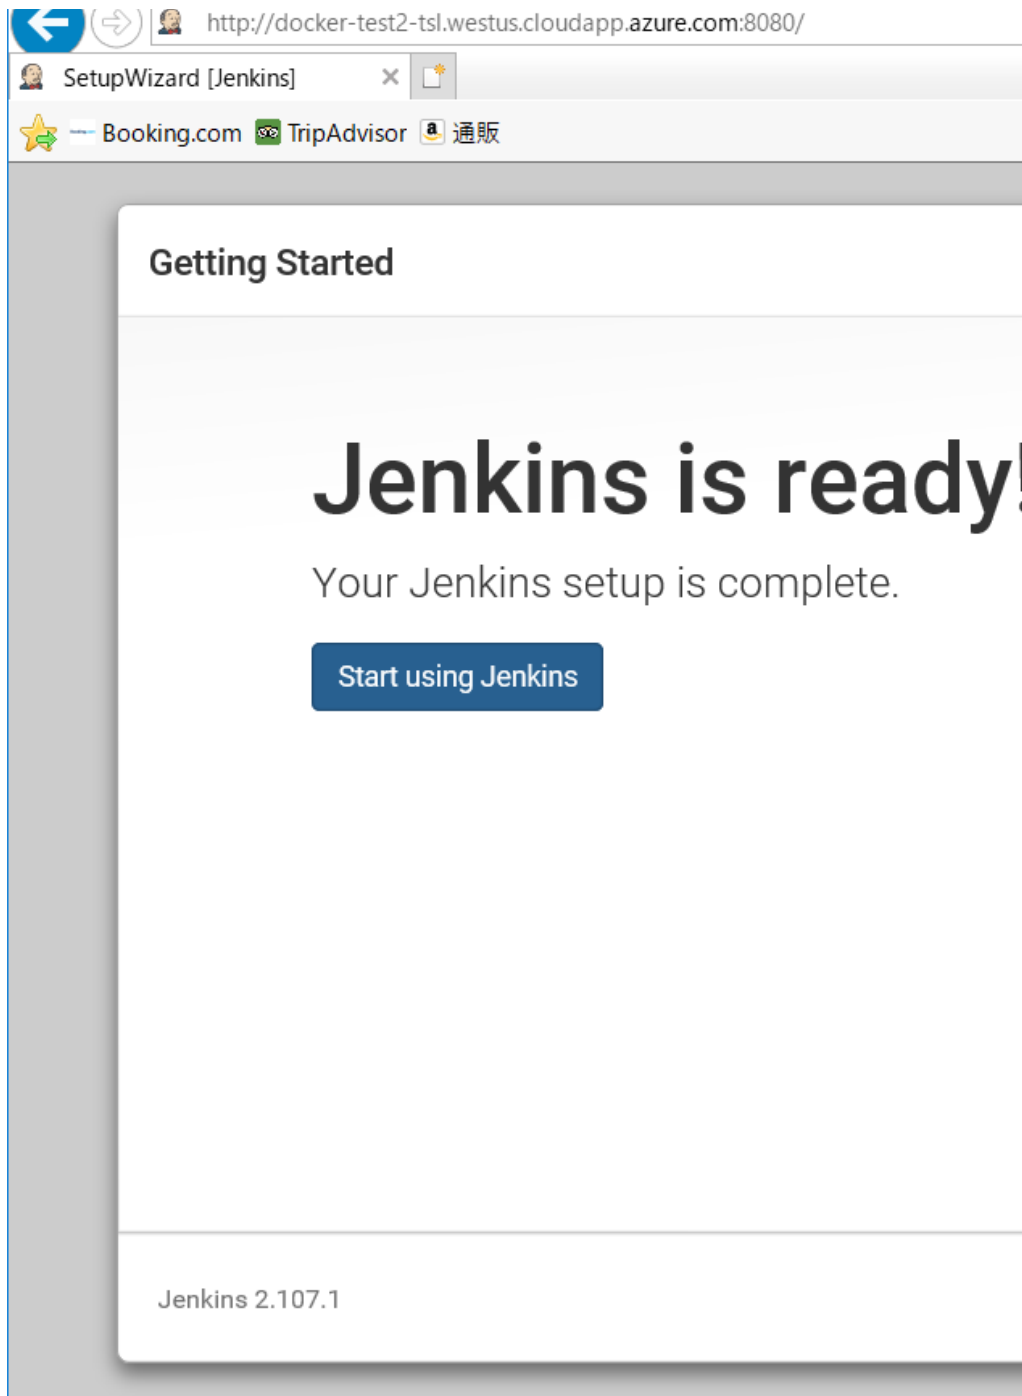 http://docker-test2-tsl.westus.cloudapp.azure.com:8080/
SetupWizard [Jenkins]
Booking.com TripAdvisor a 通販
Getting Started
Jenkins is ready!
Your Jenkins setup is complete.
Start using Jenkins
Jenkins 2.107.1